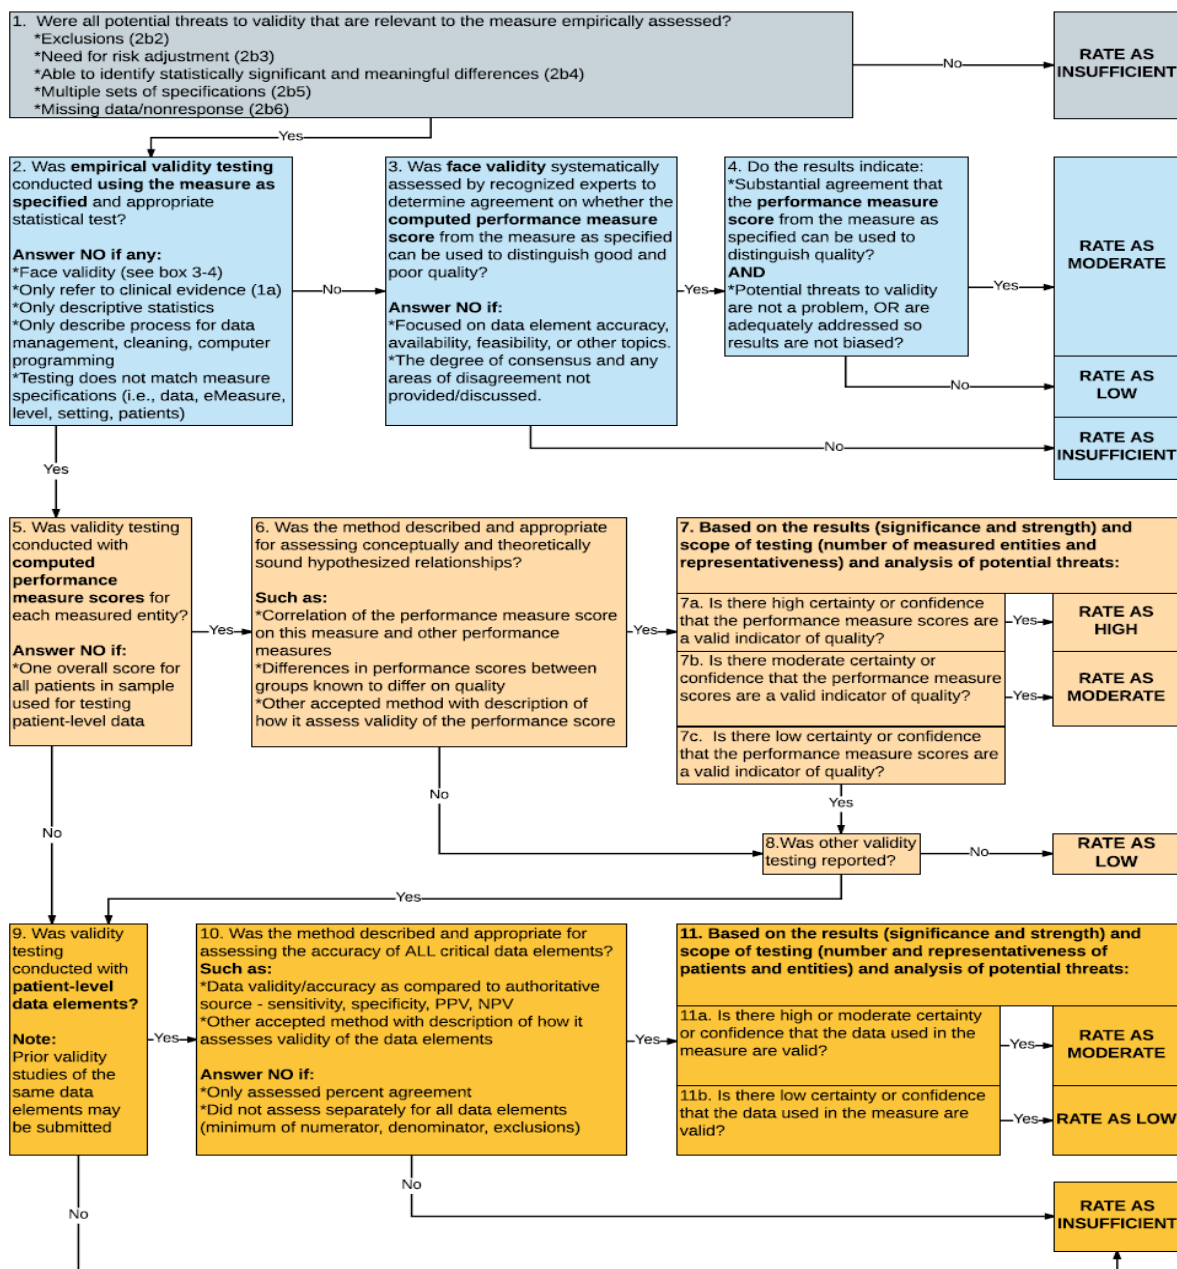 1. Were all potential threats to validity that are relevant to the measure empirically assessed?
*Exclusions (2b2)
*Need for risk adjustment (2b3)
*Able to identify statistically significant and meaningful differences (2b4)
*Multiple sets of specifications (2b5)
*Missing data/nonresponse (2b6)
No
RATE AS
INSUFFICIENT
Yes
2. Was empirical validity testing
conducted using the measure as
specified and appropriate
statistical test?
Answer NO if any:
*Face validity (see box 3-4)
*Only refer to clinical evidence (1a)
*Only descriptive statistics
*Only describe process for data
management, cleaning, computer
programming
*Testing does not match measure
specifications (i.e., data, eMeasure,
level, setting, patients)
No
3. Was face validity systematically
assessed by recognized experts to
determine agreement on whether the
computed performance measure
score from the measure as specified
can be used to distinguish good and
poor quality?
Answer NO if:
*Focused on data element accuracy,
availability, feasibility, or other topics.
*The degree of consensus and any
areas of disagreement not
provided/discussed.
Yes
4. Do the results indicate:
*Substantial agreement that
the performance measure
score from the measure as
specified can be used to
distinguish quality?
AND
*Potential threats to validity
are not a problem, OR are
adequately addressed so
results are not biased?
Yes
RATE AS
MODERATE
No
RATE AS
LOW
No
RATE AS
INSUFFICIENT
Yes
5. Was validity testing
conducted with
computed
performance
measure scores for
each measured entity?
Answer NO if:
*One overall score for
all patients in sample
used for testing
patient-level data
Yes
6. Was the method described and appropriate
for assessing conceptually and theoretically
sound hypothesized relationships?
Such as:
*Correlation of the performance measure score
on this measure and other performance
measures
*Differences in performance scores between
groups known to differ on quality
*Other accepted method with description of
how it assess validity of the performance score
Yes
7. Based on the results (significance and strength) and
scope of testing (number of measured entities and
representativeness) and analysis of potential threats:
7a. Is there high certainty or confidence
that the performance measure scores are
a valid indicator of quality?
Yes
RATE AS
HIGH
7b. Is there moderate certainty or
confidence that the performance measure
scores are a valid indicator of quality?
Yes
RATE AS
MODERATE
7c. Is there low certainty or confidence
that the performance measure scores are
a valid indicator of quality?
No
Yes
No
8.Was other validity
testing reported?
No
RATE AS
LOW
Yes
9. Was validity
testing
conducted with
patient-level
data elements?
Note:
Prior validity
studies of the
same data
elements may
be submitted
Yes
10. Was the method described and appropriate for
assessing the accuracy of ALL critical data elements?
Such as:
*Data validity/accuracy as compared to authoritative
source - sensitivity, specificity, PPV, NPV
*Other accepted method with description of how it
assesses validity of the data elements
Answer NO if:
*Only assessed percent agreement
*Did not assess separately for all data elements
(minimum of numerator, denominator, exclusions)
Yes
11. Based on the results (significance and strength) and
scope of testing (number and representativeness of
patients and entities) and analysis of potential threats:
11a. Is there high or moderate certainty
or confidence that the data used in the
measure are valid?
Yes
RATE AS
MODERATE
11b. Is there low certainty or confidence
that the data used in the measure are
valid?
Yes
RATE AS LOW
No
No
RATE AS
INSUFFICIENT